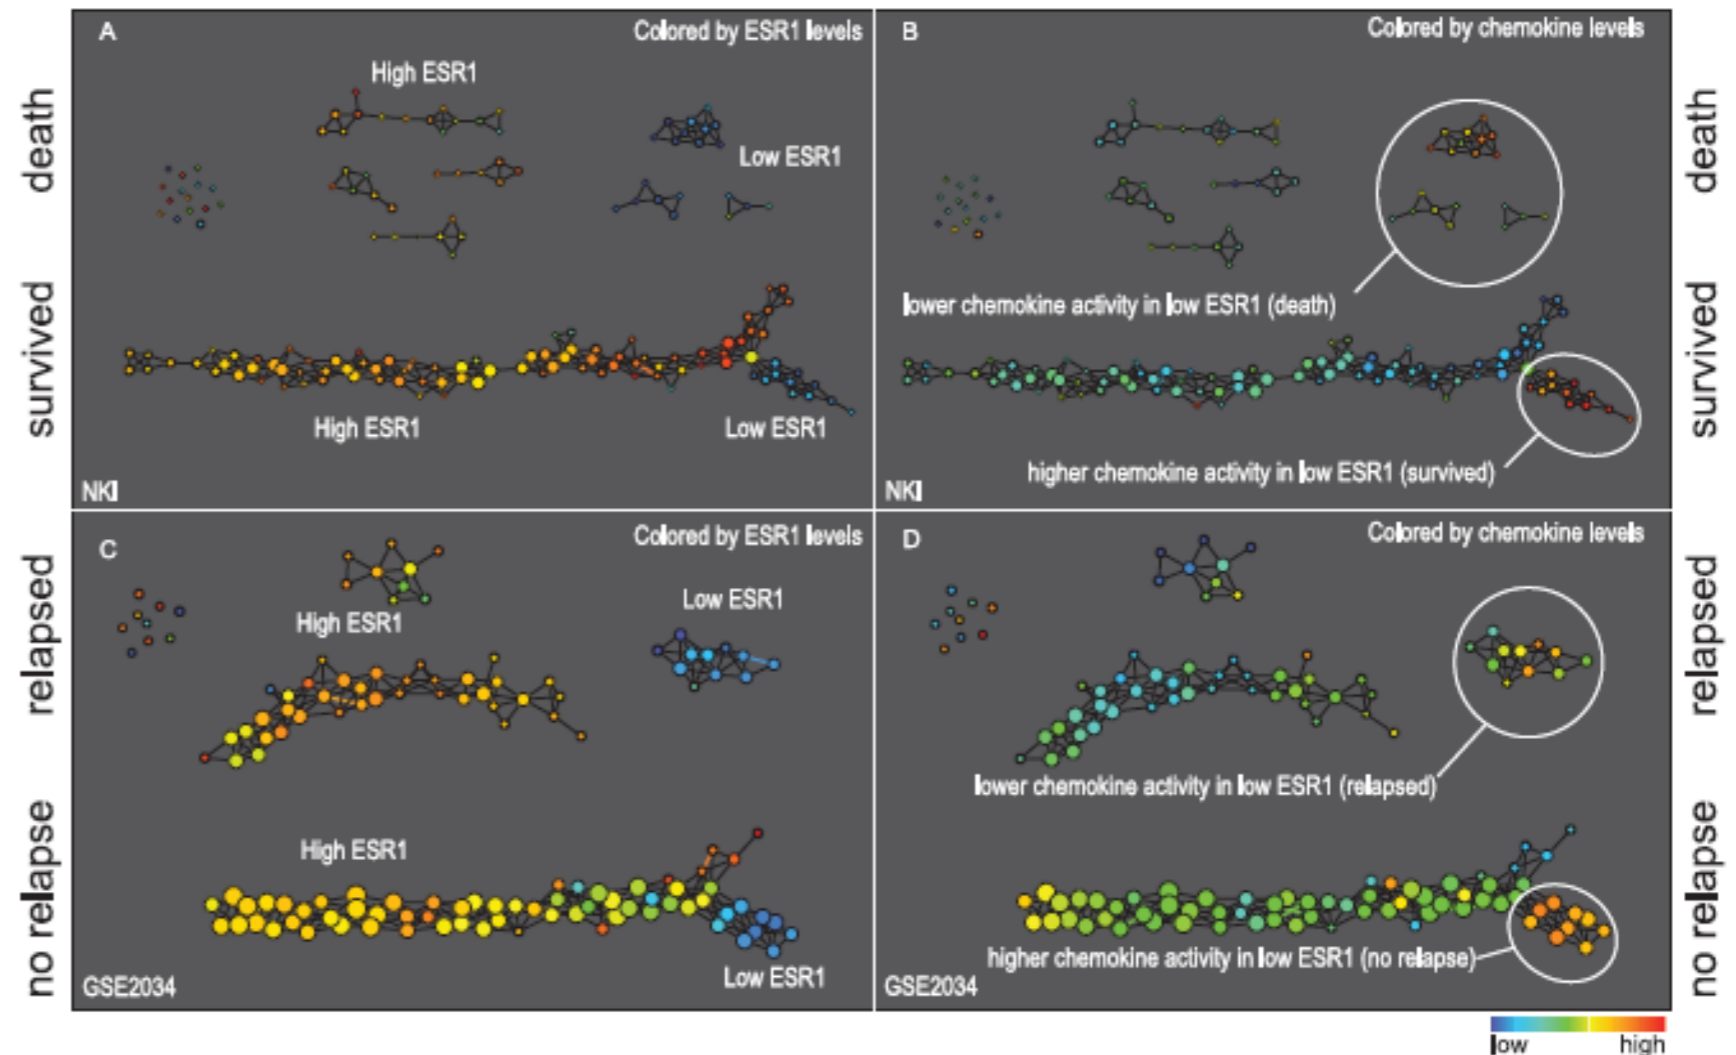 A
Colored by ESR1 levels
High ESR1
Low ESR1
death
survived
High ESR1
Low ESR1
NKI
B
Colored by chemokine levels
death
lower chemokine activity in low ESR1 (death)
survived
higher chemokine activity in low ESR1 (survived)
NKI
C
Colored by ESR1 levels
High ESR1
Low ESR1
relapsed
no relapse
High ESR1
Low ESR1
GSE2034
D
Colored by chemokine levels
relapsed
lower chemokine activity in low ESR1 (relapsed)
no relapse
higher chemokine activity in low ESR1 (no relapse)
GSE2034
low high